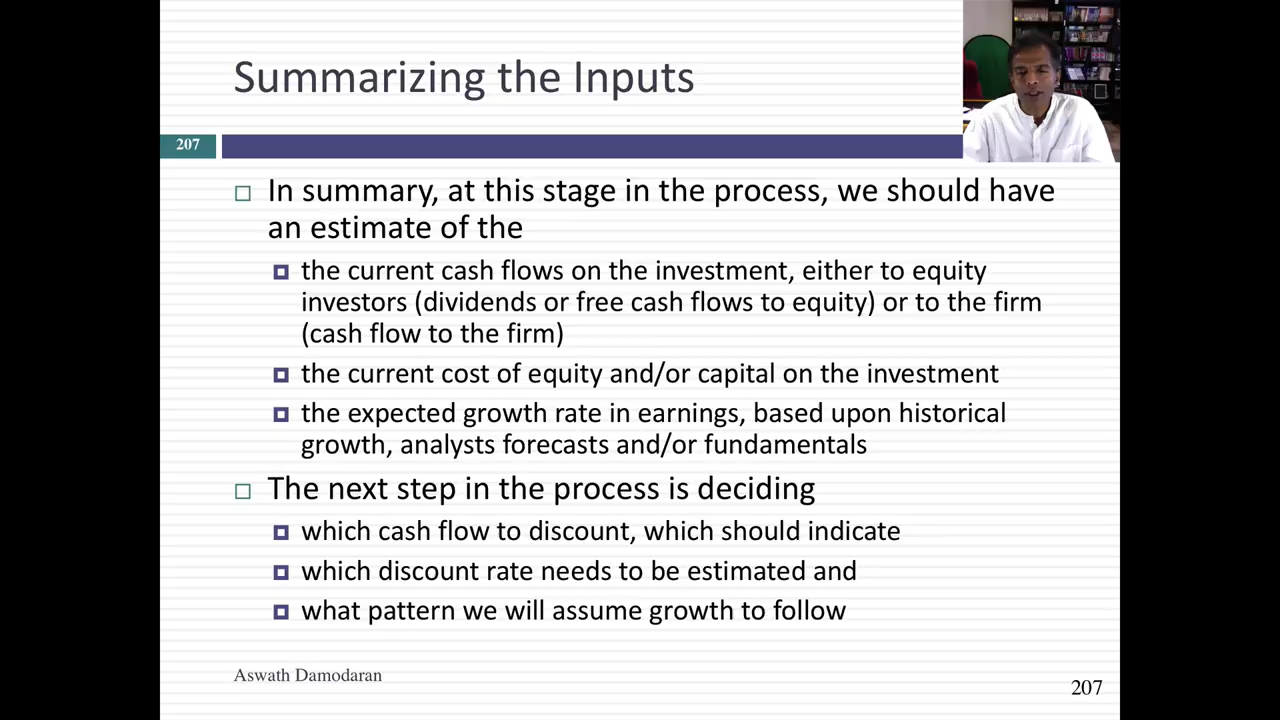 Summarizing the Inputs
207
In summary, at this stage in the process, we should have
an estimate of the
the current cash flows on the investment, either to equity
investors (dividends or free cash flows to equity) or to the firm
(cash flow to the firm)
the current cost of equity and/or capital on the investment
the expected growth rate in earnings, based upon historical
growth, analysts forecasts and/or fundamentals
The next step in the process is deciding
which cash flow to discount, which should indicate
which discount rate needs to be estimated and
what pattern we will assume growth to follow
Aswath Damodaran
207